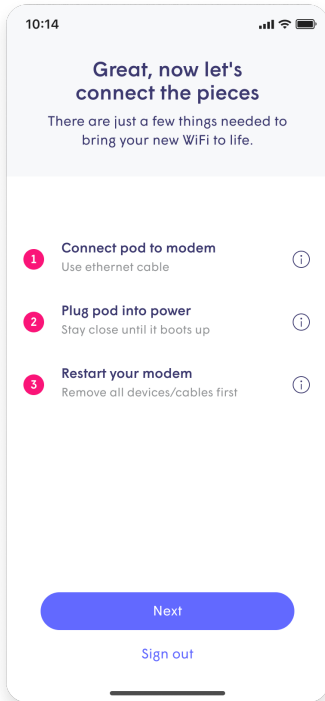 10:14
Great, now let's
connect the pieces
There are just a few things needed to
bring your new WiFi to life.
1
Connect pod to modem
Use ethernet cable
2
Plug pod into power
Stay close until it boots up
3
Restart your modem
Remove all devices/cables first
Next
Sign out